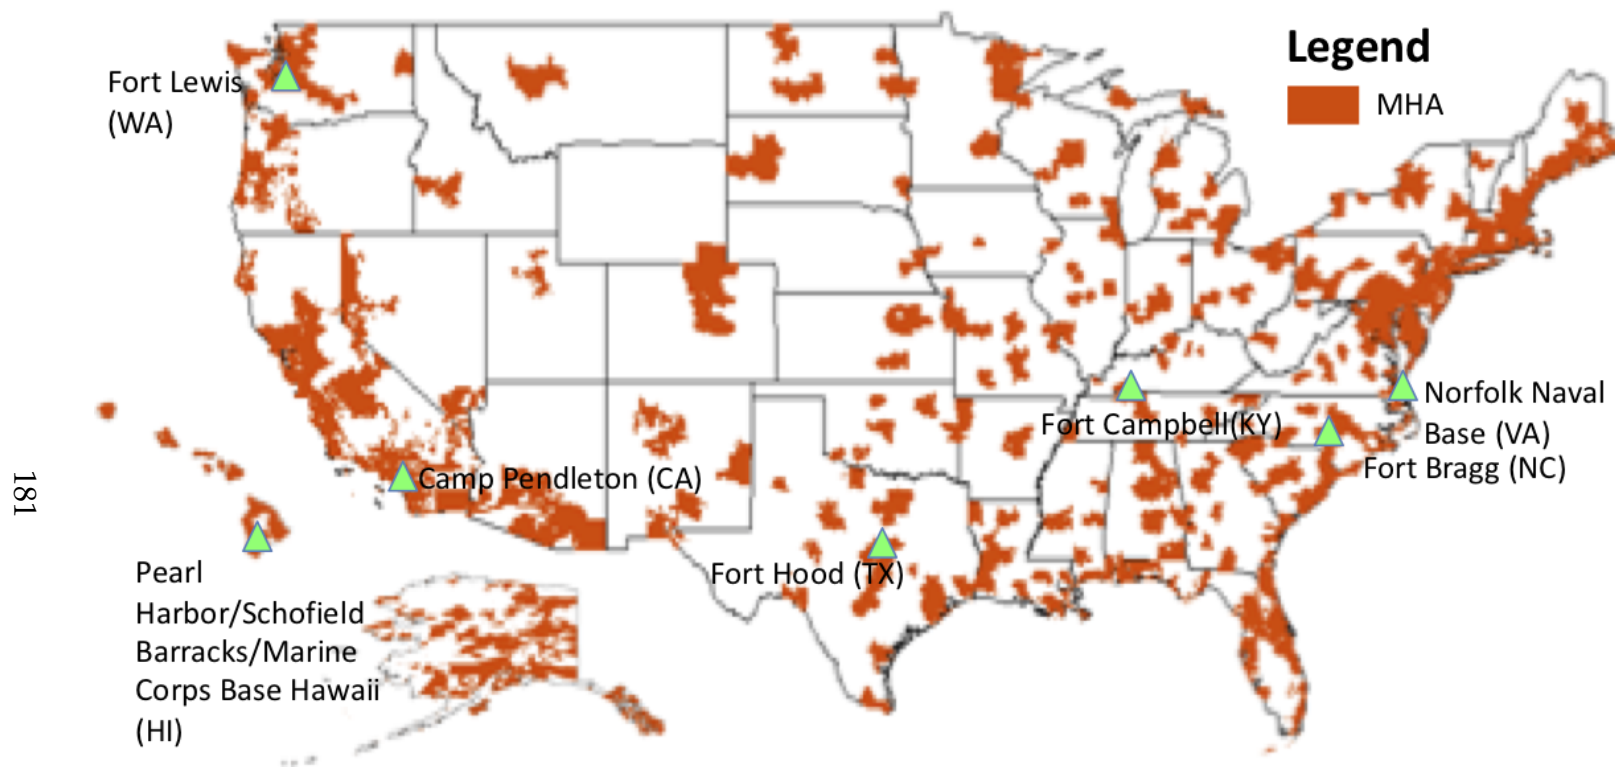 Legend
MHA
Fort Lewis
(WA)
Norfolk Naval
Base (VA)
Fort Campbell(KY)
Fort Bragg (NC)
Camp Pendleton (CA)
181
Fort Hood (TX)
Pearl
Harbor/Schofield
Barracks/Marine
Corps Base Hawaii
(HI)